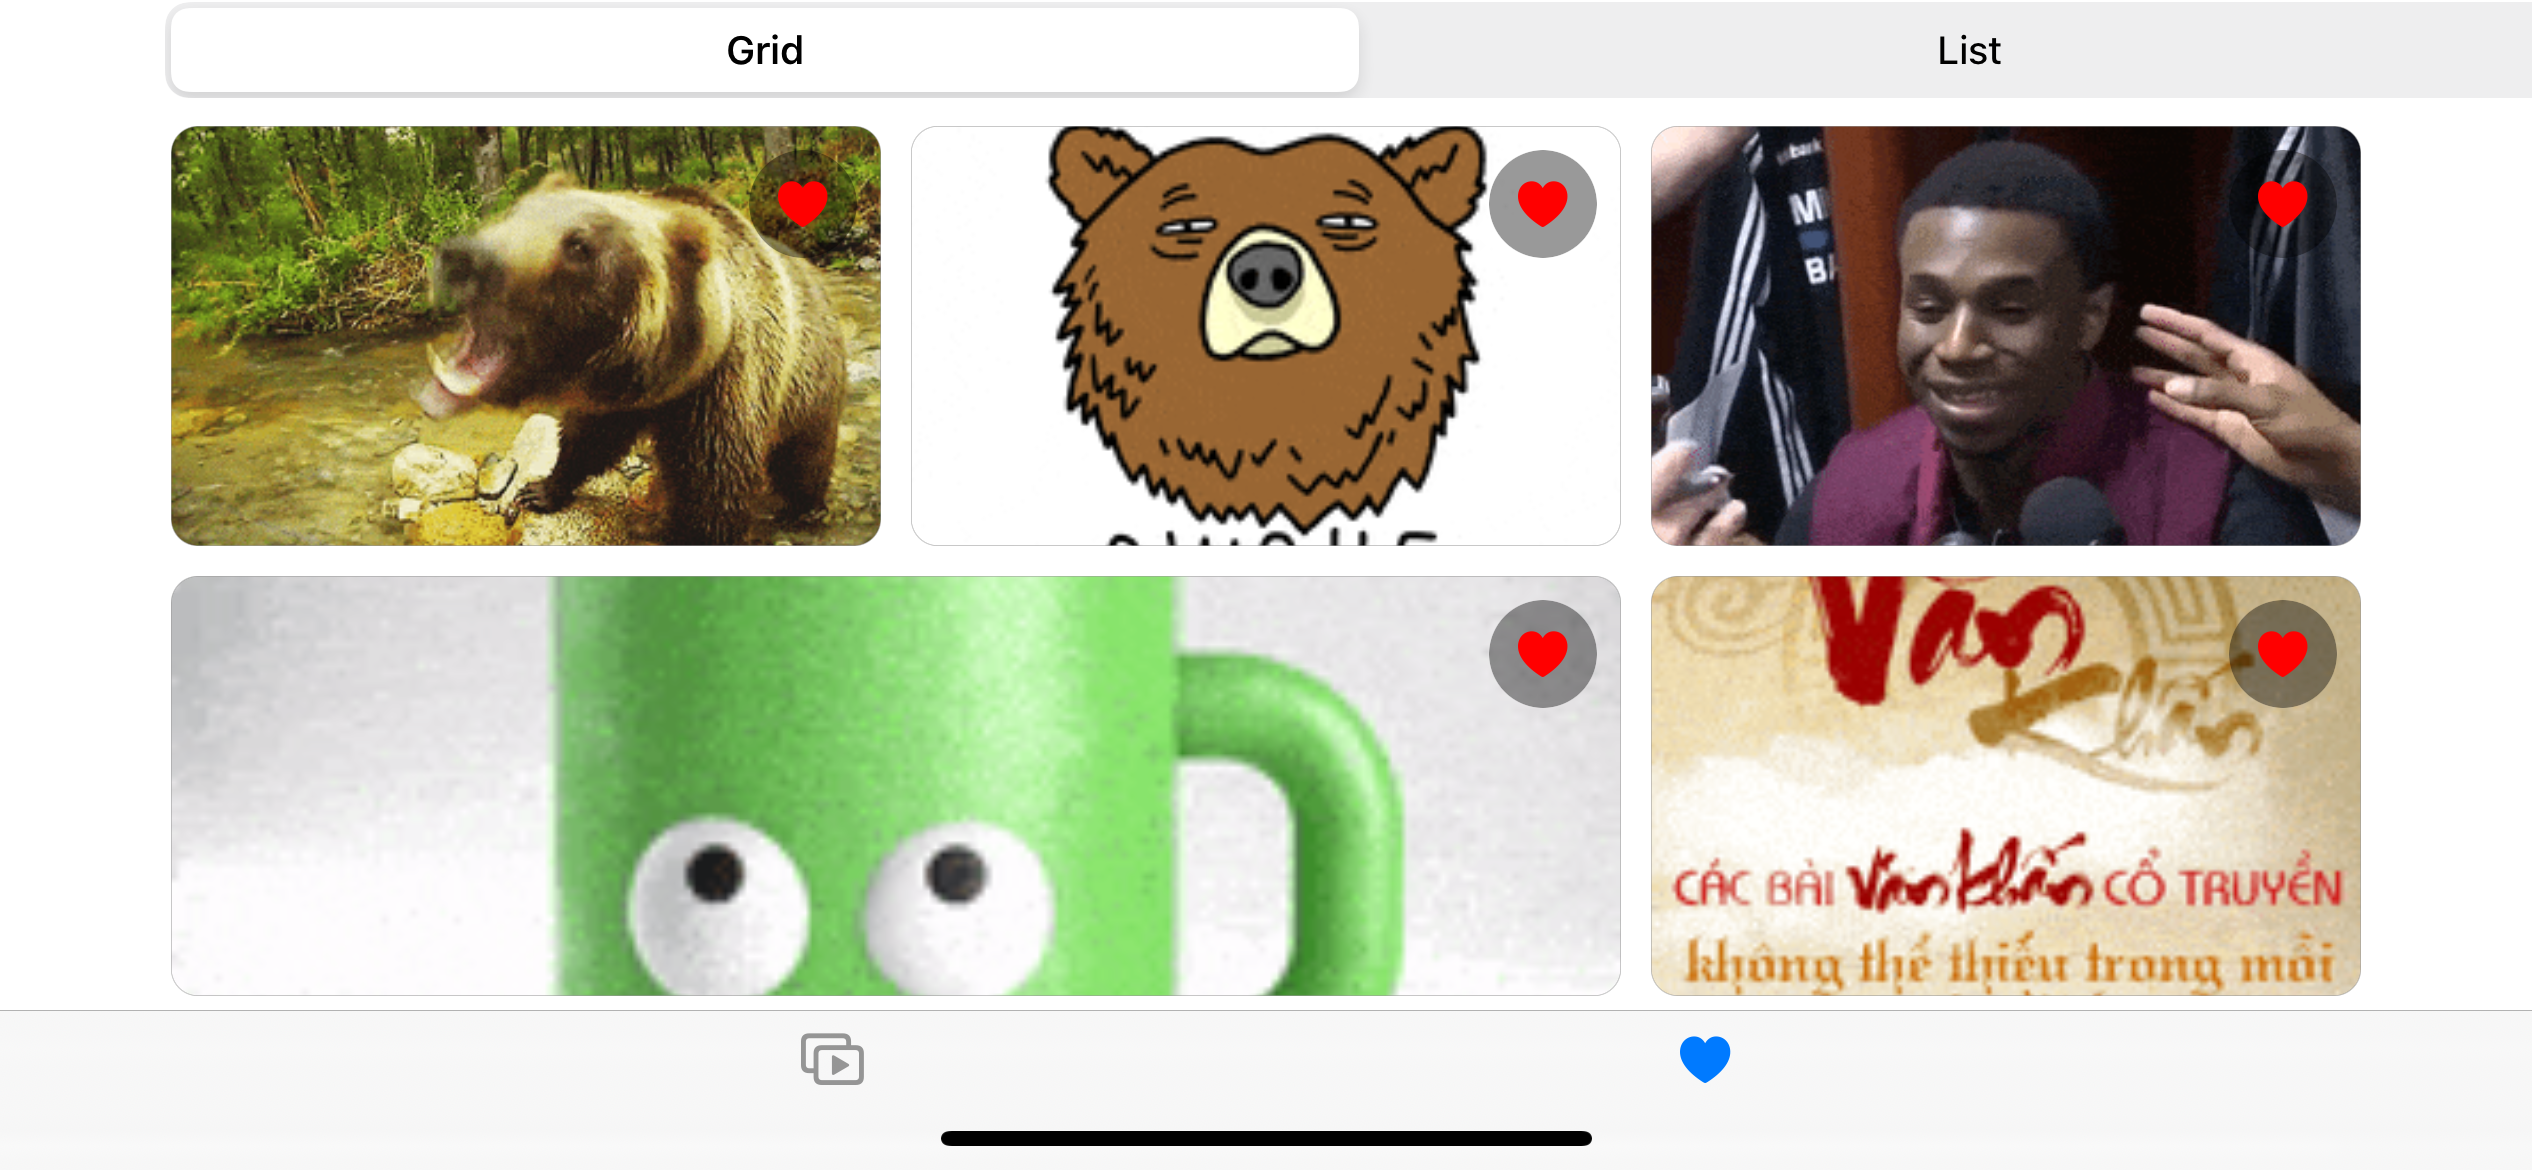 Grid
List
Văn
Khấn
CÁC BÀI Văn khấn CỔ TRUYỀN
không thể thiếu trong mỗi